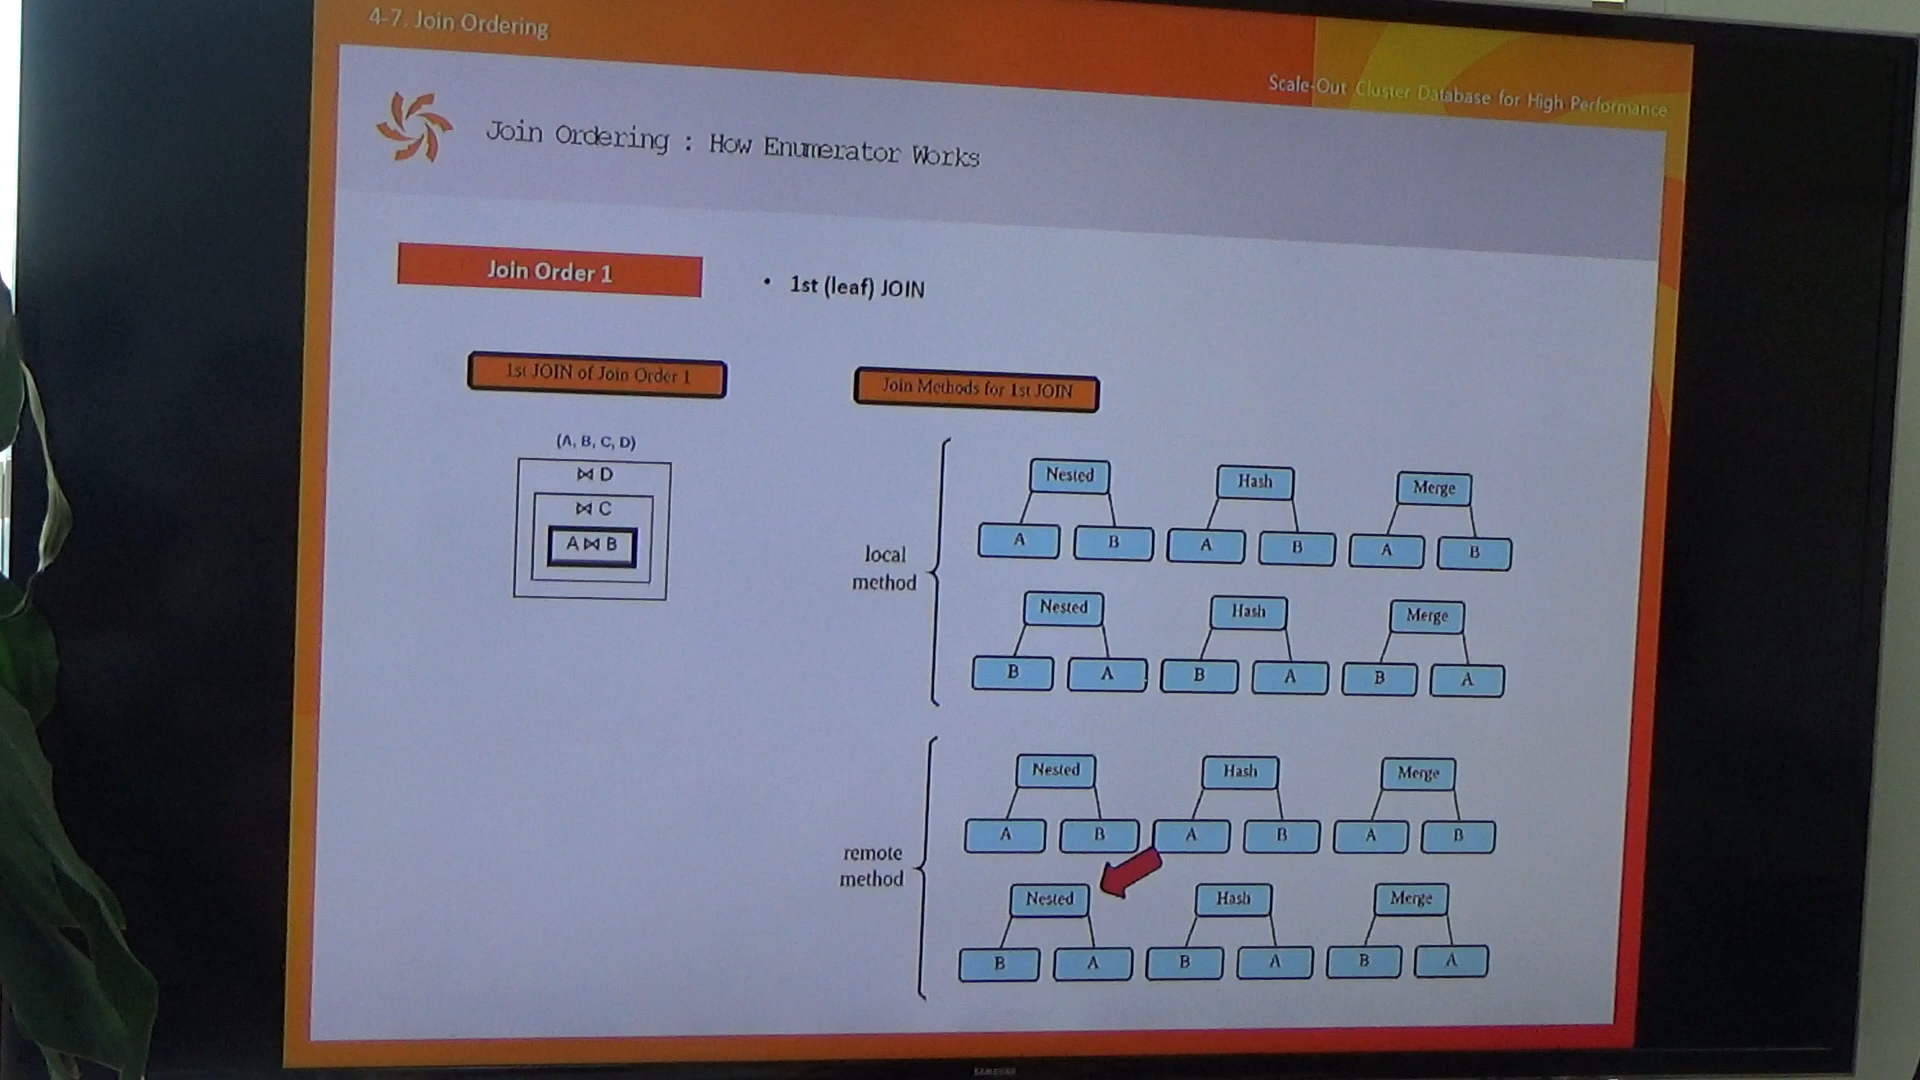 4-7. Join Ordering
Scale-Out Cluster Database for High Performance
Join Ordering : How Enumerator Works
Join Order 1
• 1st (leaf) JOIN
1st JOIN of Join Order 1
Join Methods for 1st JOIN
(A, B, C, D)
⋈ D
⋈ C
A ⋈ B
local
method
Nested Hash Merge
A B A B A B
Nested Hash Merge
B A B A B A
remote
method
Nested Hash Merge
A B A B A B
Nested Hash Merge
B A B A B A
SAMSUNG